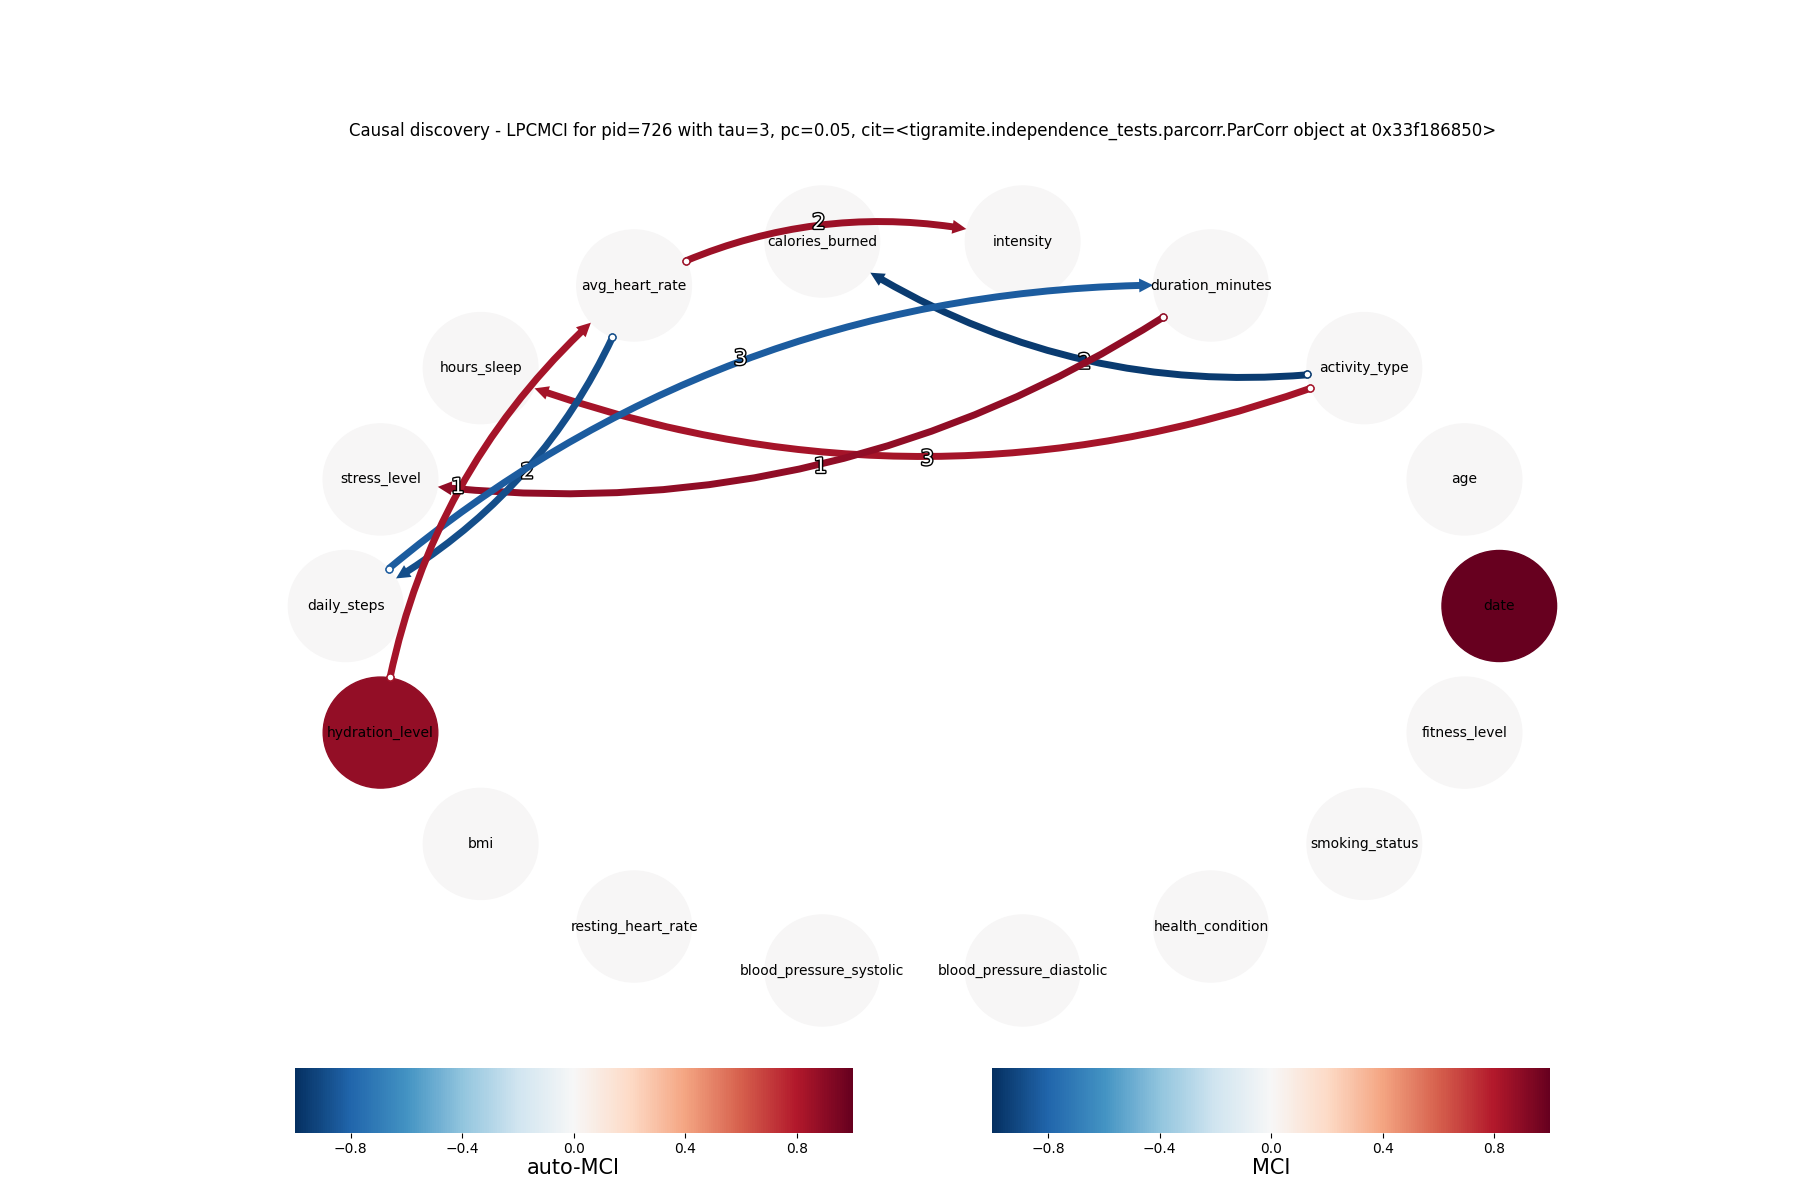 Causal discovery - LPCMCI for pid=726 with tau=3, pc=0.05, cit=<tigramite.independence_tests.parcorr.ParCorr object at 0x33f186850>
2
calories_burned
intensity
avg_heart_rate
duration_minutes
3
2
hours_sleep
activity_type
3
1
2
1
stress_level
age
daily_steps
date
hydration_level
fitness_level
bmi
smoking_status
resting_heart_rate
health_condition
blood_pressure_systolic
blood_pressure_diastolic
−0.8
−0.4
0.0
0.4
0.8
auto-MCI
−0.8
−0.4
0.0
0.4
0.8
MCI